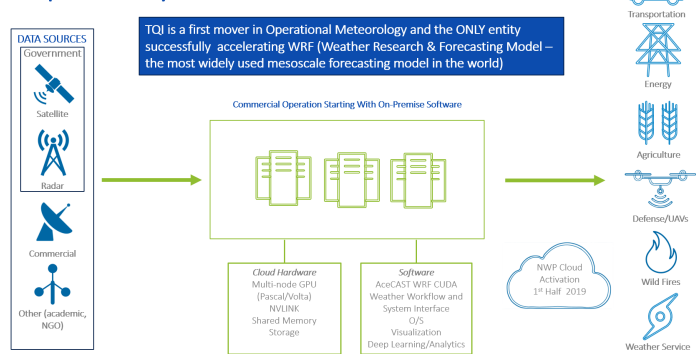 TQI is a first mover in Operational Meteorology and the ONLY entity
successfully accelerating WRF (Weather Research & Forecasting Model –
the most widely used mesoscale forecasting model in the world)
DATA SOURCES
Government
Satellite
Radar
Commercial
Other (academic,
NGO)
Commercial Operation Starting With On-Premise Software
Cloud Hardware
Multi-node GPU
(Pascal/Volta)
NVLINK
Shared Memory
Storage
Software
AceCAST WRF CUDA
Weather Workflow and
System Interface
O/S
Visualization
Deep Learning/Analytics
NWP Cloud
Activation
1st Half 2019
Transportation
Energy
Agriculture
Defense/UAVs
Wild Fires
Weather Service